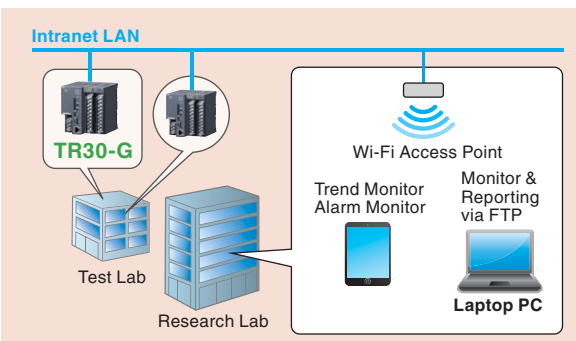 Intranet LAN
TR30-G
Wi-Fi Access Point
Trend Monitor
Alarm Monitor
Monitor &
Reporting
via FTP
Laptop PC
Test Lab
Research Lab